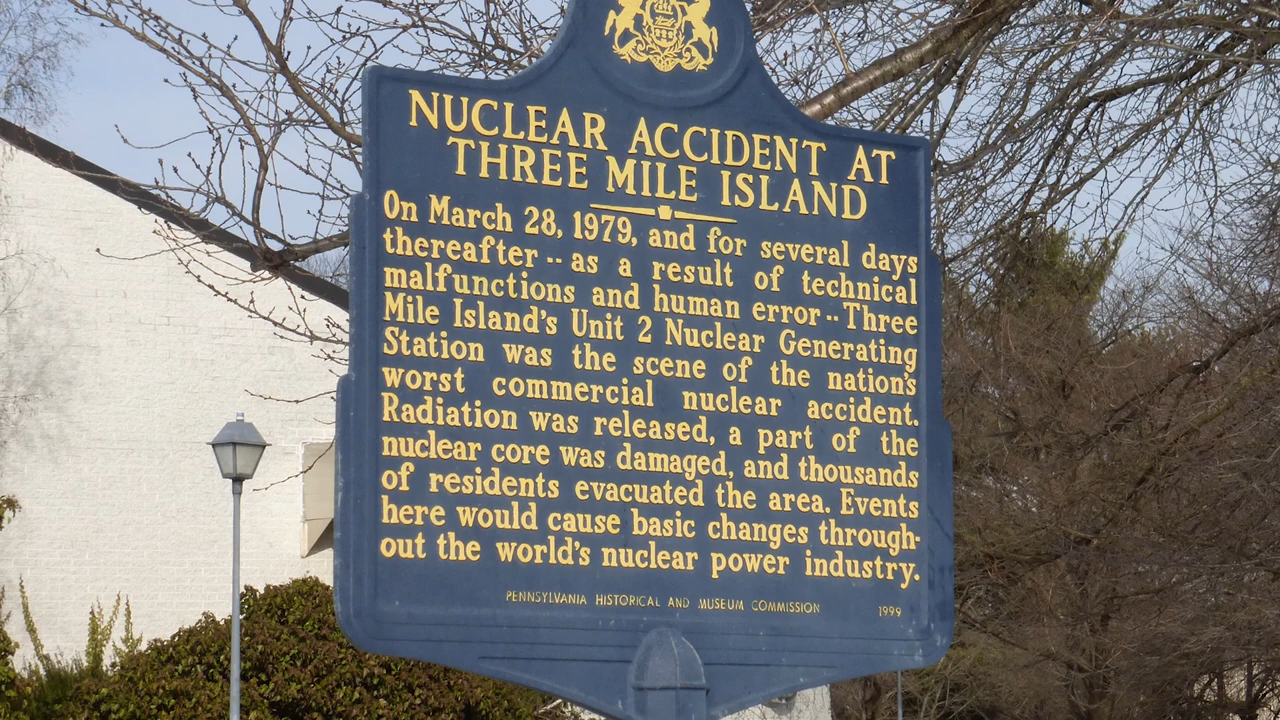 NUCLEAR ACCIDENT AT
THREE MILE ISLAND
On March 28, 1979, and for several days
thereafter -- as a result of technical
malfunctions and human error -- Three
Mile Island's Unit 2 Nuclear Generating
Station was the scene of the nation's
worst commercial nuclear accident.
Radiation was released, a part of the
nuclear core was damaged, and thousands
of residents evacuated the area. Events
here would cause basic changes through-
out the world's nuclear power industry.
PENNSYLVANIA HISTORICAL AND MUSEUM COMMISSION 1999